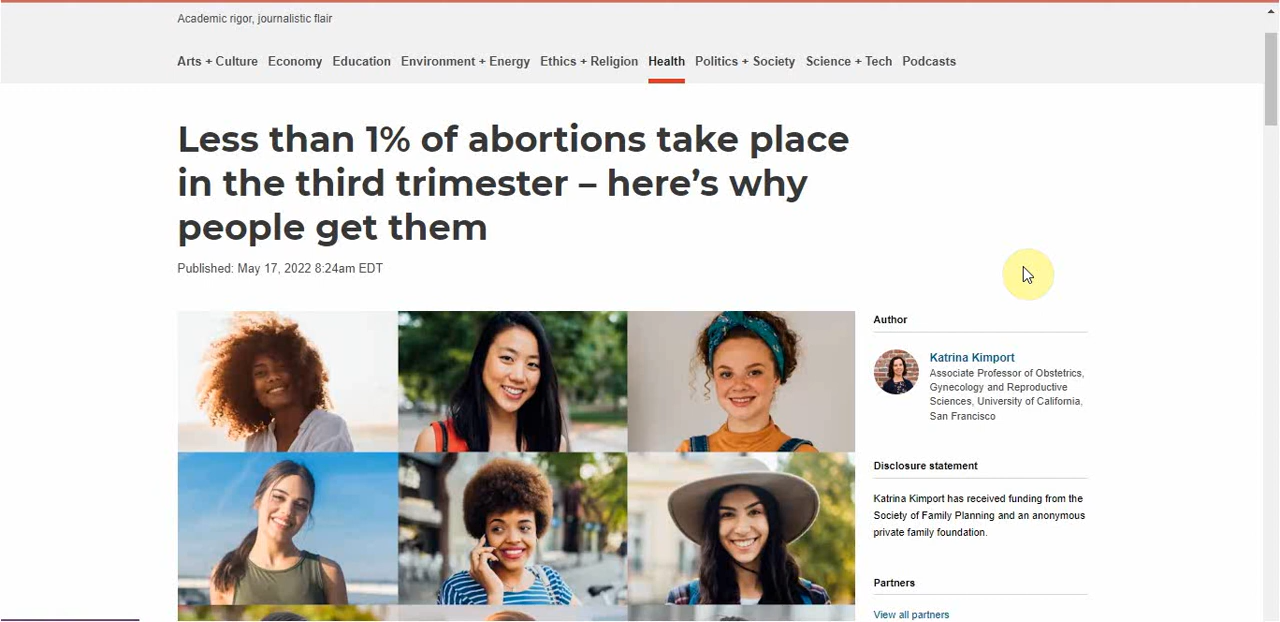 Academic rigor, journalistic flair
Arts + Culture Economy Education Environment + Energy Ethics + Religion Health Politics + Society Science + Tech Podcasts
Less than 1% of abortions take place
in the third trimester – here’s why
people get them
Published: May 17, 2022 8:24am EDT
Author
Katrina Kimport
Associate Professor of Obstetrics,
Gynecology and Reproductive
Sciences, University of California,
San Francisco
Disclosure statement
Katrina Kimport has received funding from the
Society of Family Planning and an anonymous
private family foundation.
Partners
View all partners